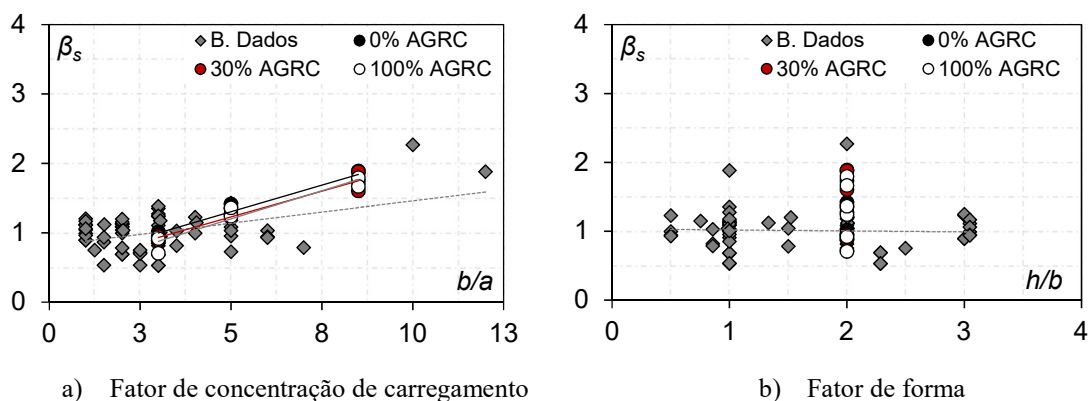 4
β_s
◆ B. Dados ● 0% AGRC
● 30% AGRC ○ 100% AGRC
3
2
1
b/a
0
0 3 5 8 10 13
4
β_s
◆ B. Dados ● 0% AGRC
● 30% AGRC ○ 100% AGRC
3
2
1
h/b
0
0 1 2 3 4
a) Fator de concentração de carregamento
b) Fator de forma